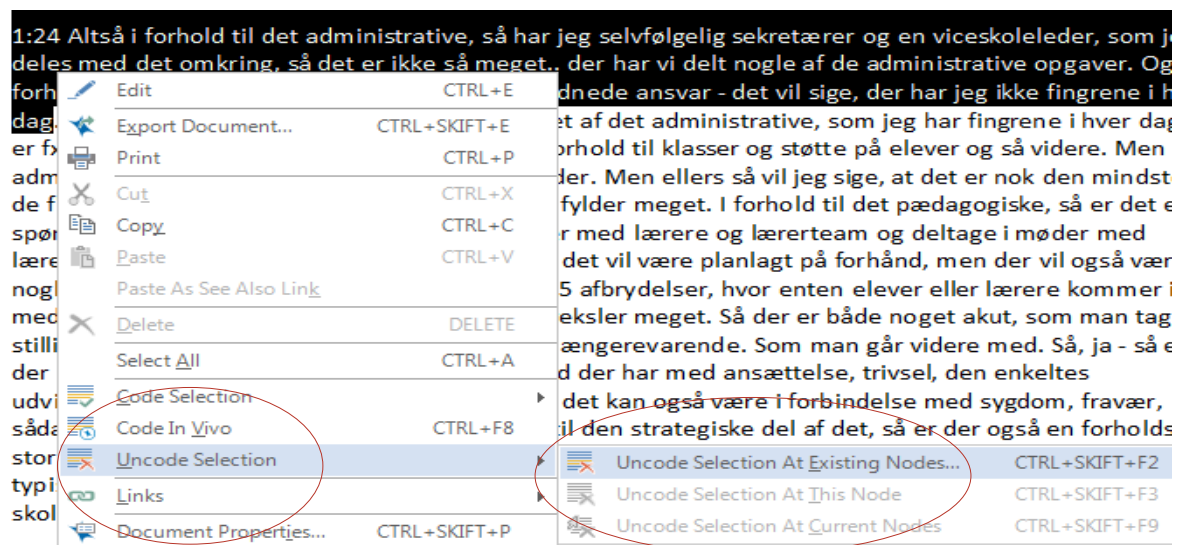 1:24 Altså i forhold til det administrative, så har jeg selvfølgelig sekretærer og en viceskoleleder, som je
deles med det omkring, så det er ikke så meget.. der har vi delt nogle af de administrative opgaver. Og
forh dnede ansvar - det vil sige, der har jeg ikke fingrene i h
dag. et af det administrative, som jeg har fingrene i hver dag
er fx orhold til klasser og støtte på elever og så videre. Men
adm der. Men ellers så vil jeg sige, at det er nok den mindst
de f fylder meget. I forhold til det pædagogiske, så er det e
spør r med lærere og lærerteam og deltage i møder med
lære det vil være planlagt på forhånd, men der vil også vær
nogl 5 afbrydelser, hvor enten elever eller lærere kommer i
med eksler meget. Så der er både noget akut, som man tag
stilli ængerevarende. Som man går videre med. Så, ja - så e
der d der har med ansættelse, trivsel, den enkeltes
udvi det kan også være i forbindelse med sygdom, fravær,
såda til den strategiske del af det, så er der også en forholds
stor
typi
skol
Edit CTRL+E
Export Document... CTRL+SKIFT+E
Print CTRL+P
Cut CTRL+X
Copy CTRL+C
Paste CTRL+V
Paste As See Also Link
Delete DELETE
Select All CTRL+A
Code Selection
Code In Vivo CTRL+F8
Uncode Selection
Links
Document Properties... CTRL+SKIFT+P
Uncode Selection At Existing Nodes... CTRL+SKIFT+F2
Uncode Selection At This Node CTRL+SKIFT+F3
Uncode Selection At Current Nodes CTRL+SKIFT+F9